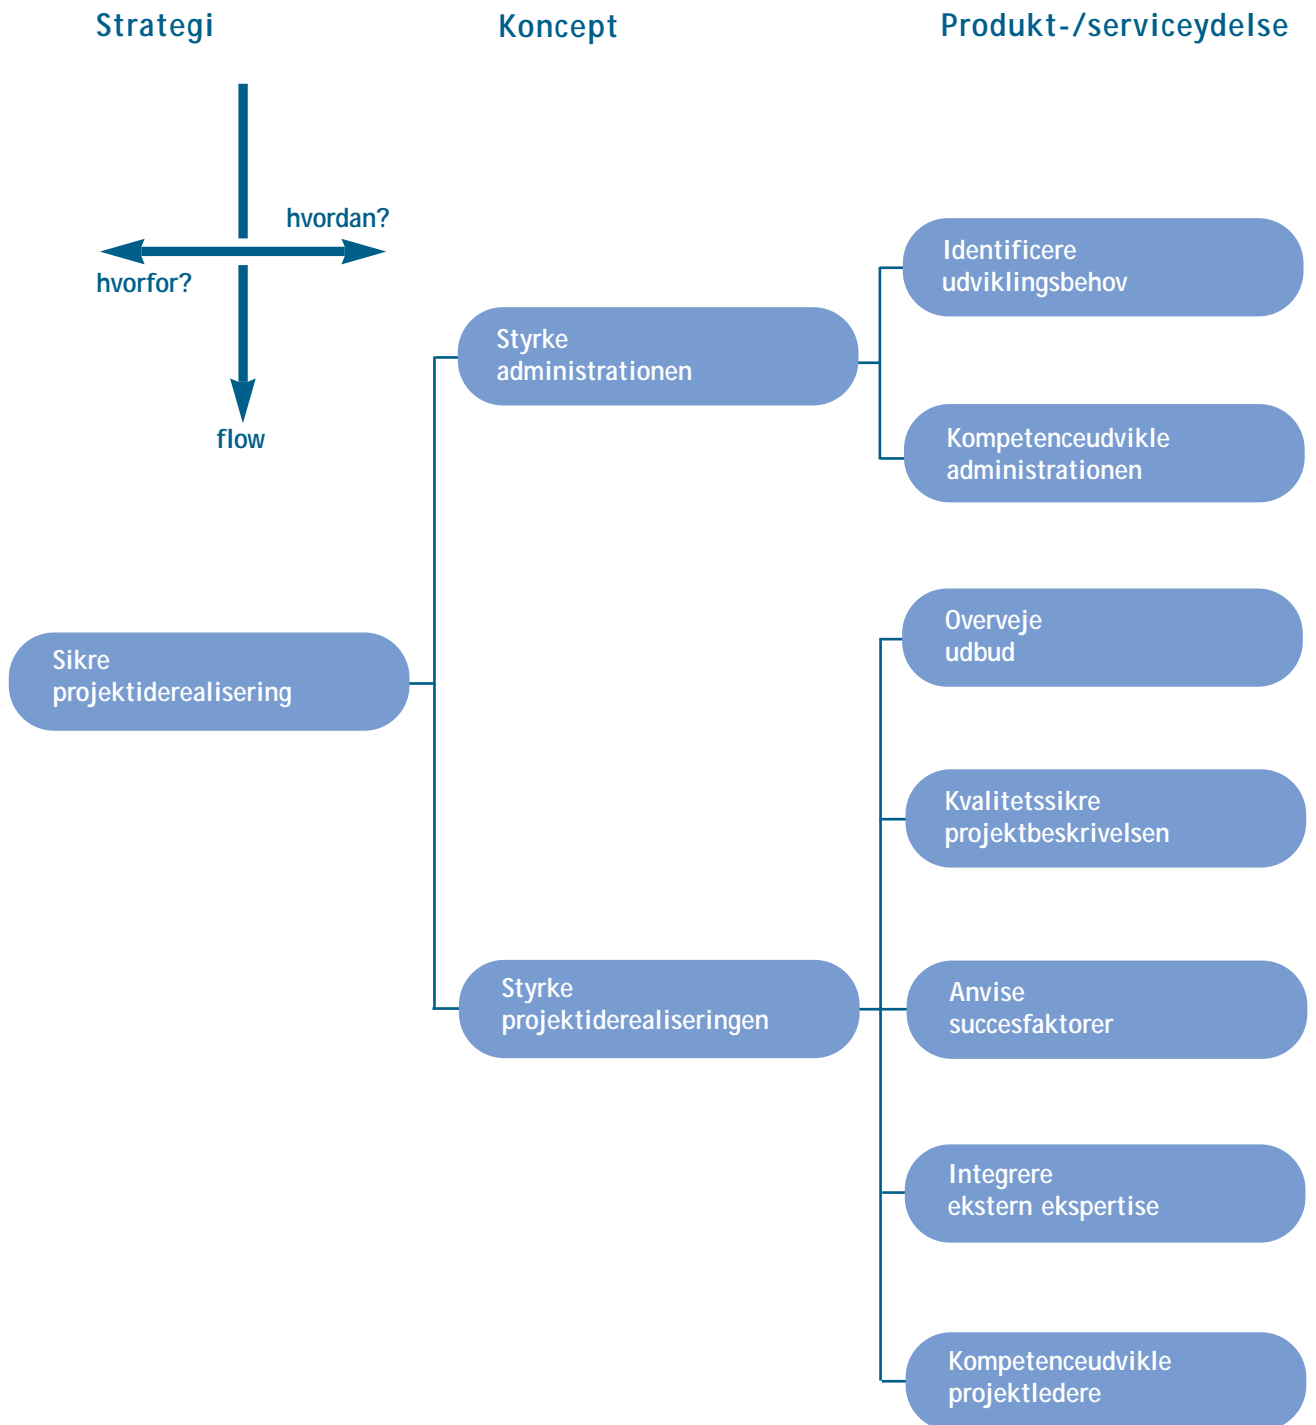 Strategi
Koncept
Produkt-/serviceydelse
hvordan?
hvorfor?
flow
Identificere
udviklingsbehov
Styrke
administrationen
Kompetenceudvikle
administrationen
Sikre
projektiderealisering
Overveje
udbud
Kvalitetssikre
projektbeskrivelsen
Styrke
projektiderealiseringen
Anvise
succesfaktorer
Integrere
ekstern ekspertise
Kompetenceudvikle
projektledere